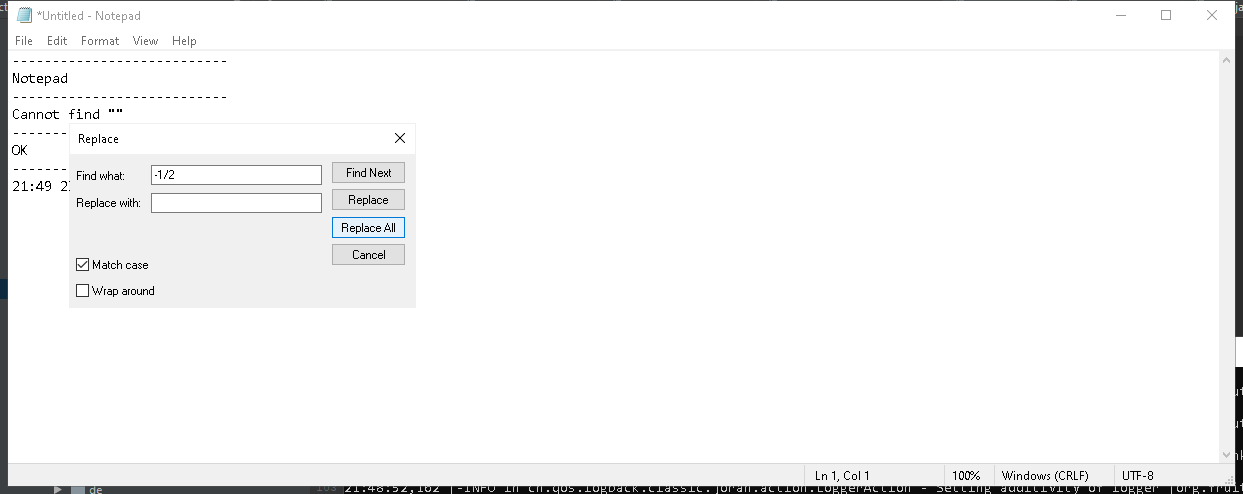 *Untitled - Notepad
File Edit Format View Help
---------------------------
Notepad
---------------------------
Cannot find ""
-------
OK
-------
21:49
Replace
Find what: -1/2 Find Next
Replace with: Replace
Replace All
Cancel
Match case
Wrap around
Ln 1, Col 1 100% Windows (CRLF) UTF-8
de 21:48:52,162 |-INFO in ch.qos.logback.classic.joran.action.LoggerAction - Setting additivity of logger